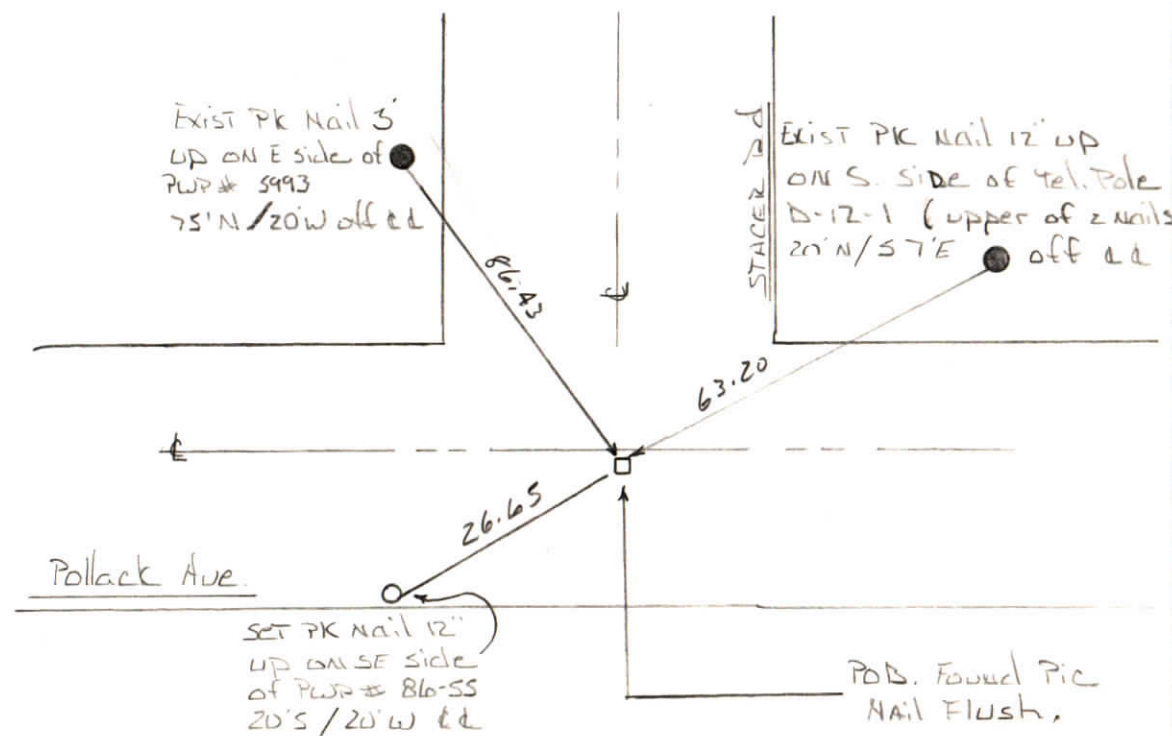 Exist PK Nail 3'
up on E side of
PWP# 5993
75'N/20'W off ℄℄
STACER Rd
Exist PK Nail 12" up
on S. side of Tel. Pole
D-12-1 (upper of 2 Nails
20'N/57'E off ℄℄
86.43
63.20
℄
℄
26.65
Pollack Ave.
Set PK Nail 12"
up on SE side
of PWP# 86-55
20'S/20'W ℄℄
POB. Found Pic
Nail Flush.